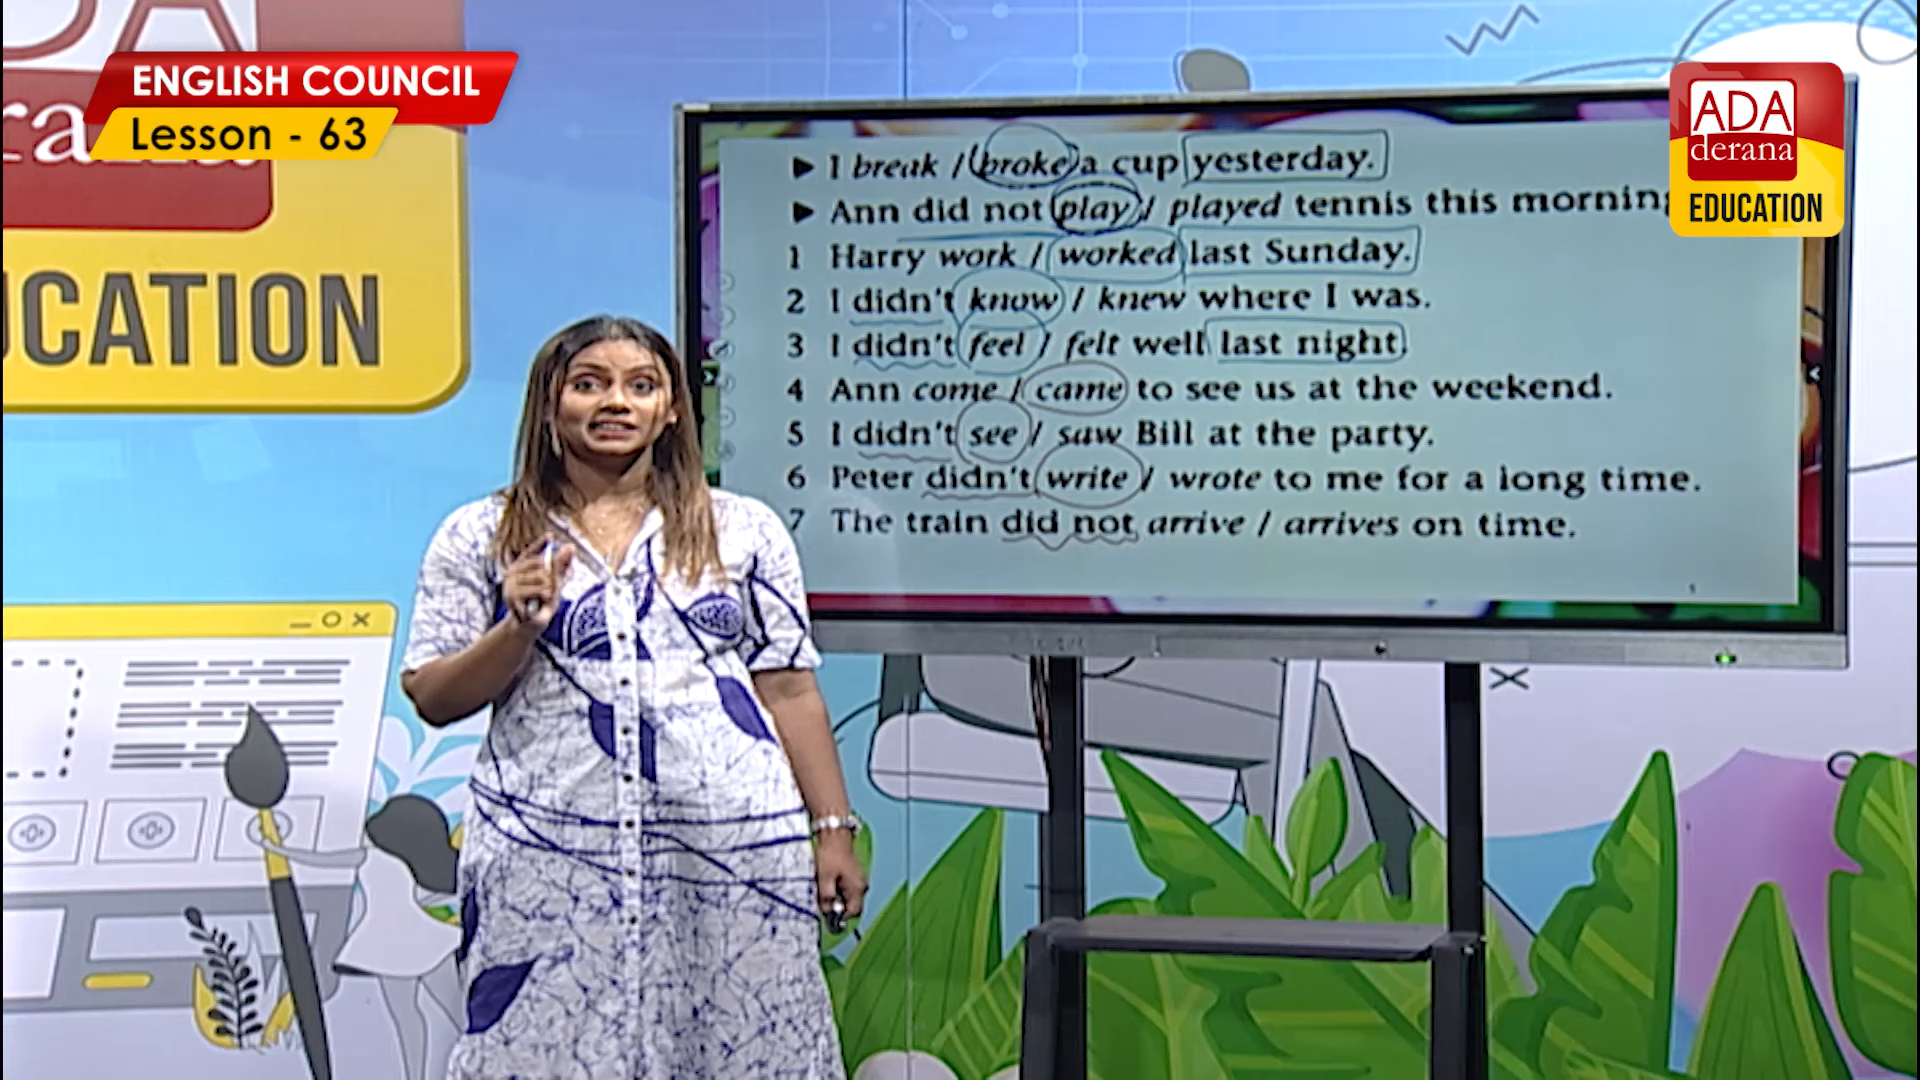 ENGLISH COUNCIL
Lesson - 63
ADA
derana
EDUCATION
DA
CATION
I break / broke a cup yesterday.
Ann did not play / played tennis this morning
1 Harry work / worked last Sunday.
2 I didn't know / knew where I was.
3 I didn't feel / felt well last night.
4 Ann come / came to see us at the weekend.
5 I didn't see / saw Bill at the party.
6 Peter didn't write / wrote to me for a long time.
7 The train did not arrive / arrives on time.